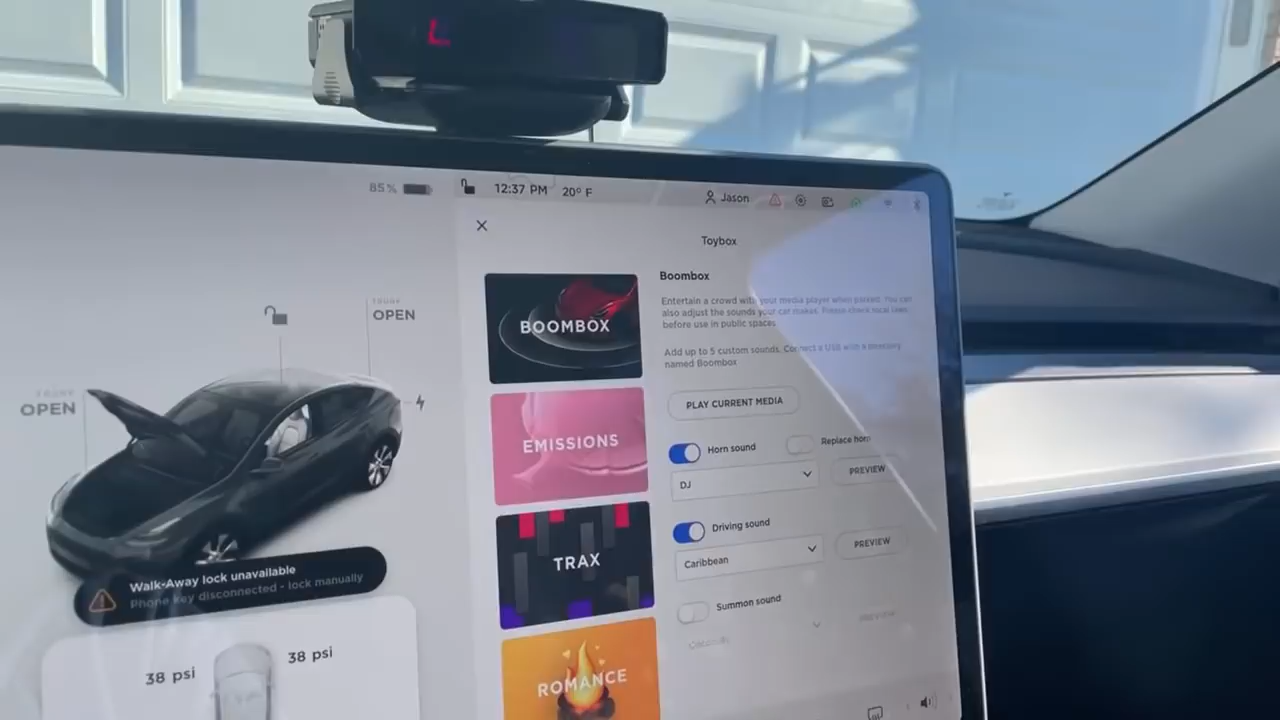 L
85%
12:37 PM
20° F
Jason
Toybox
Boombox
Entertain a crowd with your media player when parked. You can
also adjust the sounds your car makes. Please check local laws
before use in public spaces
Add up to 5 custom sounds. Connect a USB with a directory
named Boombox
BOOMBOX
OPEN
OPEN
PLAY CURRENT MEDIA
EMISSIONS
Horn sound
Replace horn
DJ
PREVIEW
Driving sound
TRAX
Caribbean
PREVIEW
Walk-Away lock unavailable
Phone key disconnected - lock manually
Summon sound
PREVIEW
38 psi
38 psi
ROMANCE